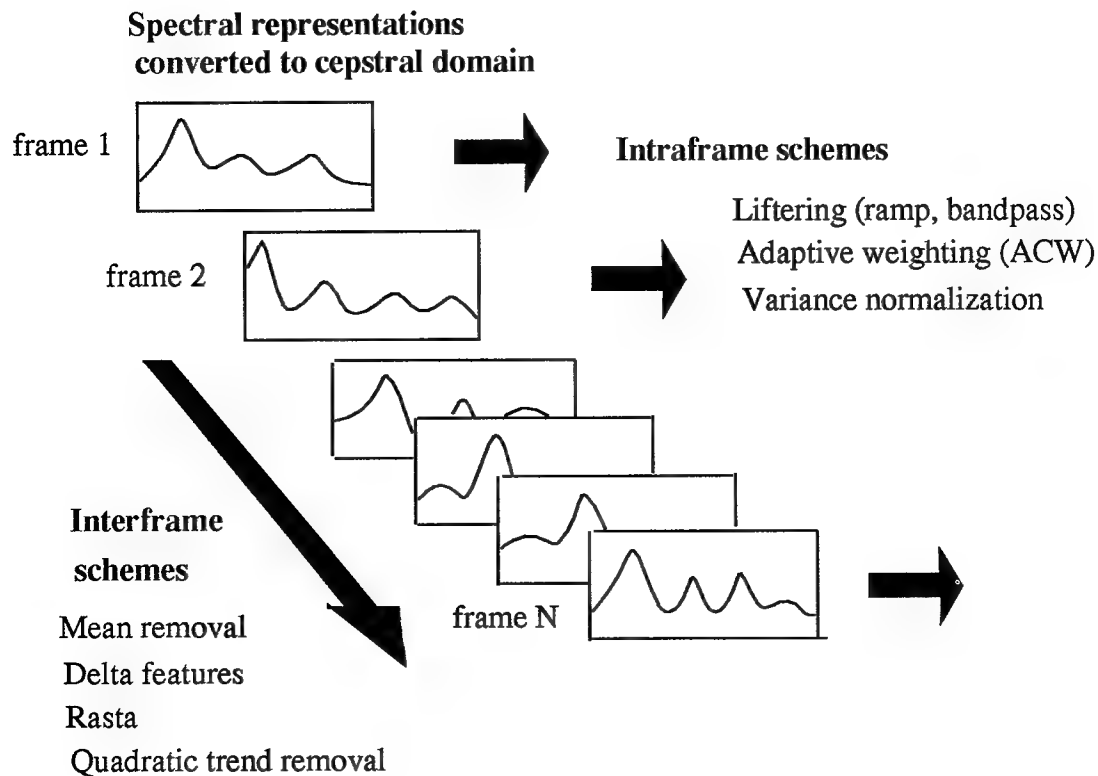 Spectral representations
converted to cepstral domain
frame 1
Intraframe schemes
Liftering (ramp, bandpass)
Adaptive weighting (ACW)
Variance normalization
frame 2
Interframe
schemes
Mean removal
Delta features
Rasta
Quadratic trend removal
frame N